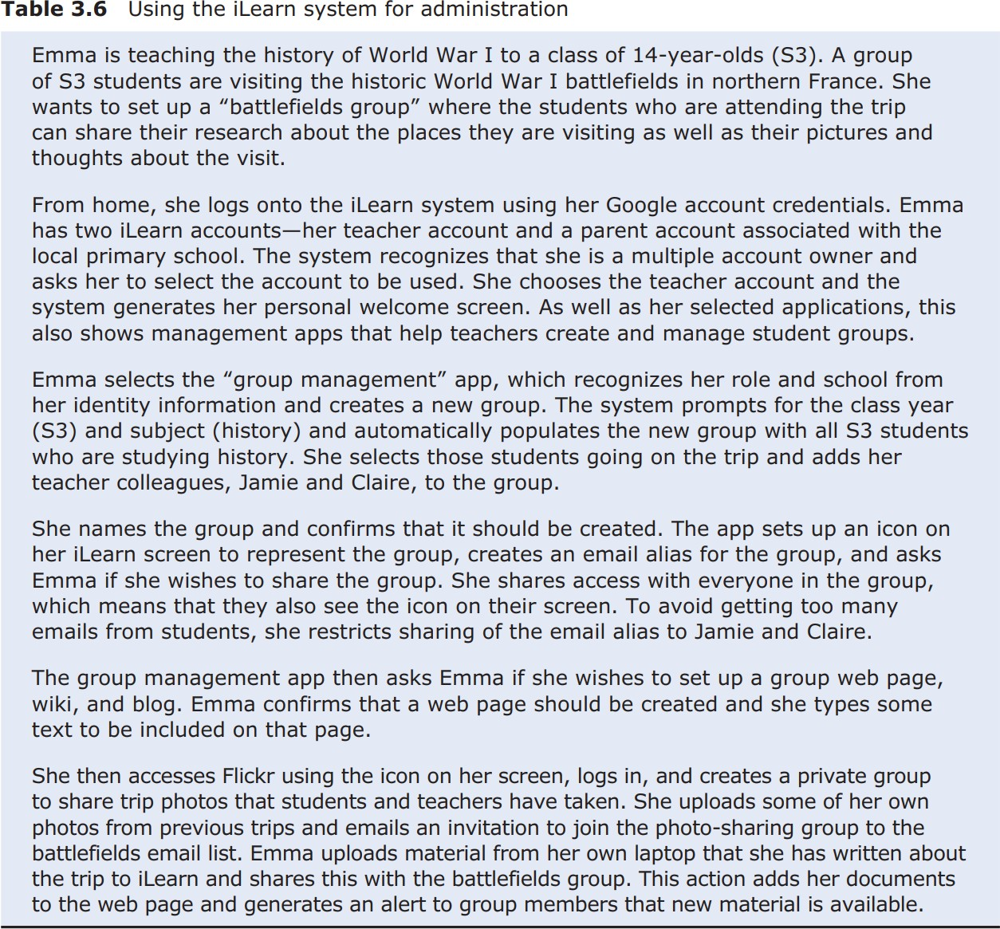 Table 3.6 Using the iLearn system for administration
Emma is teaching the history of World War I to a class of 14-year-olds (S3). A group
of S3 students are visiting the historic World War I battlefields in northern France. She
wants to set up a “battlefields group” where the students who are attending the trip
can share their research about the places they are visiting as well as their pictures and
thoughts about the visit.
From home, she logs onto the iLearn system using her Google account credentials. Emma
has two iLearn accounts—her teacher account and a parent account associated with the
local primary school. The system recognizes that she is a multiple account owner and
asks her to select the account to be used. She chooses the teacher account and the
system generates her personal welcome screen. As well as her selected applications, this
also shows management apps that help teachers create and manage student groups.
Emma selects the “group management” app, which recognizes her role and school from
her identity information and creates a new group. The system prompts for the class year
(S3) and subject (history) and automatically populates the new group with all S3 students
who are studying history. She selects those students going on the trip and adds her
teacher colleagues, Jamie and Claire, to the group.
She names the group and confirms that it should be created. The app sets up an icon on
her iLearn screen to represent the group, creates an email alias for the group, and asks
Emma if she wishes to share the group. She shares access with everyone in the group,
which means that they also see the icon on their screen. To avoid getting too many
emails from students, she restricts sharing of the email alias to Jamie and Claire.
The group management app then asks Emma if she wishes to set up a group web page,
wiki, and blog. Emma confirms that a web page should be created and she types some
text to be included on that page.
She then accesses Flickr using the icon on her screen, logs in, and creates a private group
to share trip photos that students and teachers have taken. She uploads some of her own
photos from previous trips and emails an invitation to join the photo-sharing group to the
battlefields email list. Emma uploads material from her own laptop that she has written about
the trip to iLearn and shares this with the battlefields group. This action adds her documents
to the web page and generates an alert to group members that new material is available.